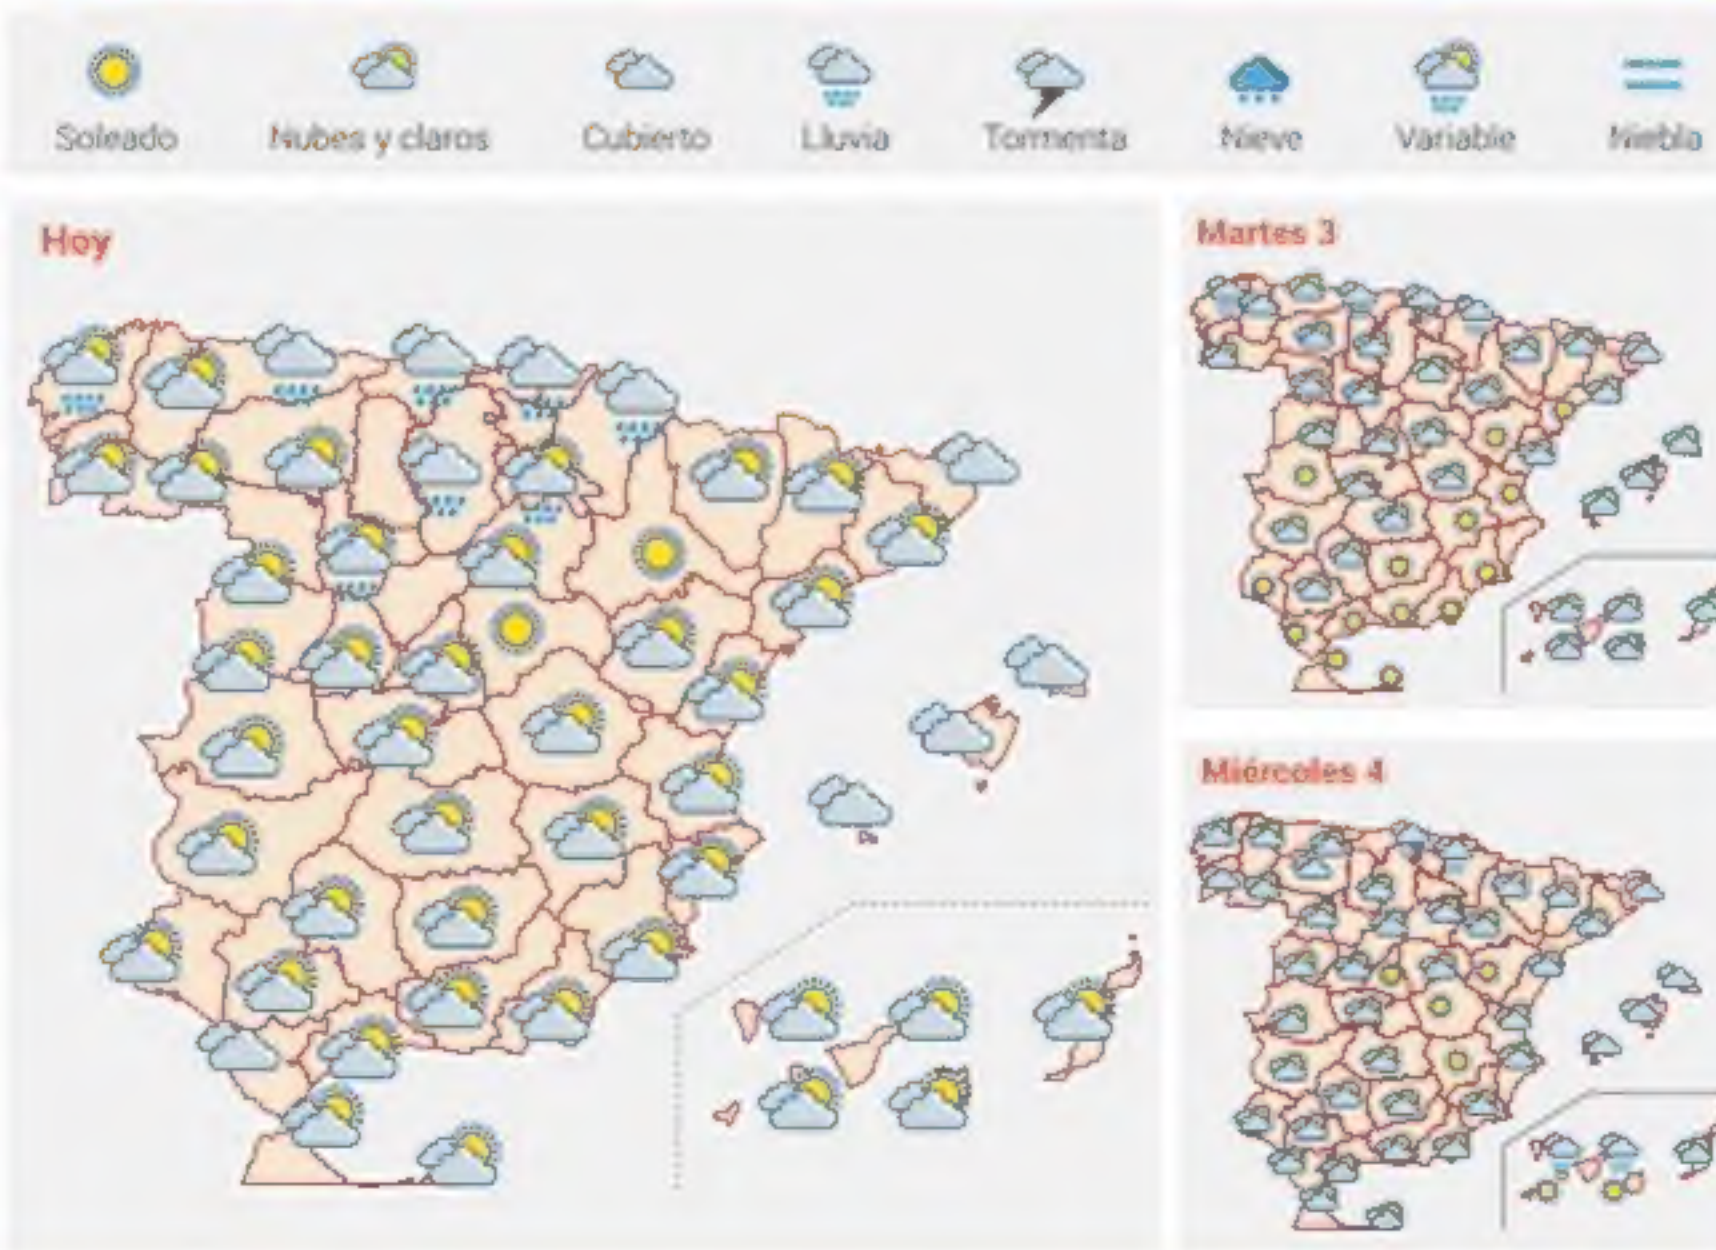 Soleado
Nubes y claros
Cubierto
Lluvia
Tormenta
Nieve
Variable
Niebla
Hoy
Martes 3
Miércoles 4